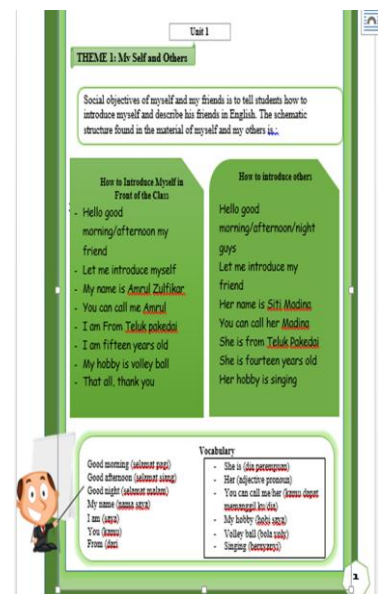 Unit 1
THEME 1: My Self and Others
Social objectives of myself and my friends is to tell students how to
introduce myself and describe his friends in English. The schematic
structure found in the material of myself and my others is :
How to Introduce Myself in
Front of the Class
- Hello good
morning/afternoon my
friend
- Let me introduce myself
- My name is Amrul Zulfikar
- You can call me Amrul
- I am From Teluk pakedai
- I am fifteen years old
- My hobby is volley ball
- That all, thank you
How to introduce others
Hello good
morning/afternoon/night
guys
Let me introduce my
friend
Her name is Siti Madina
You can call her Madina
She is from Teluk Pakedai
She is fourteen years old
Her hobby is singing
Vocabulary
Good morning (selamat pagi)
Good afternoon (selamat siang)
Good night (selamat malam)
My name (nama saya)
I am (saya)
You (kamu)
From (dari
- She is (dia perempuan)
- Her (adjective pronoun)
- You can call me/her (kamu dapat
memanggil ku/dia)
- My hobby (hobi saya)
- Volley ball (bola voly)
- Singing (bernyanyi)
1